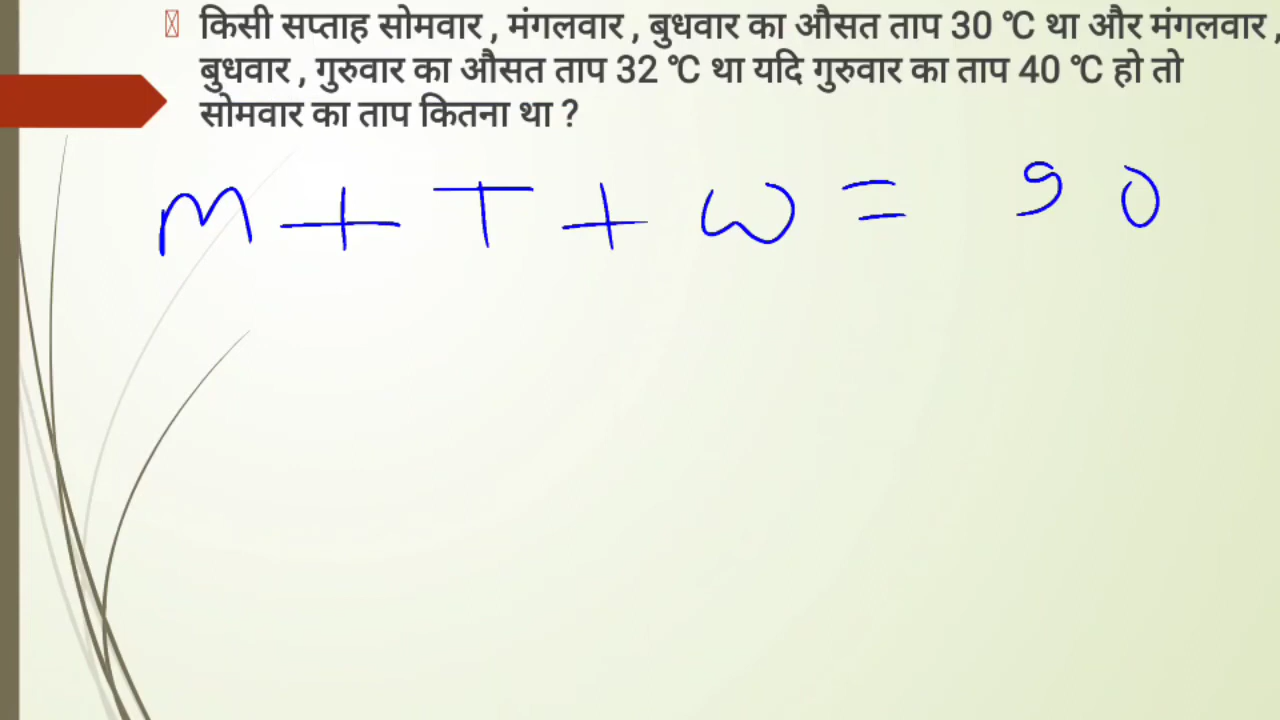 किसी सप्ताह सोमवार , मंगलवार , बुधवार का औसत ताप 30 ℃ था और मंगलवार ,
बुधवार , गुरुवार का औसत ताप 32 ℃ था यदि गुरुवार का ताप 40 ℃ हो तो
सोमवार का ताप कितना था ?
M + T + W = 90